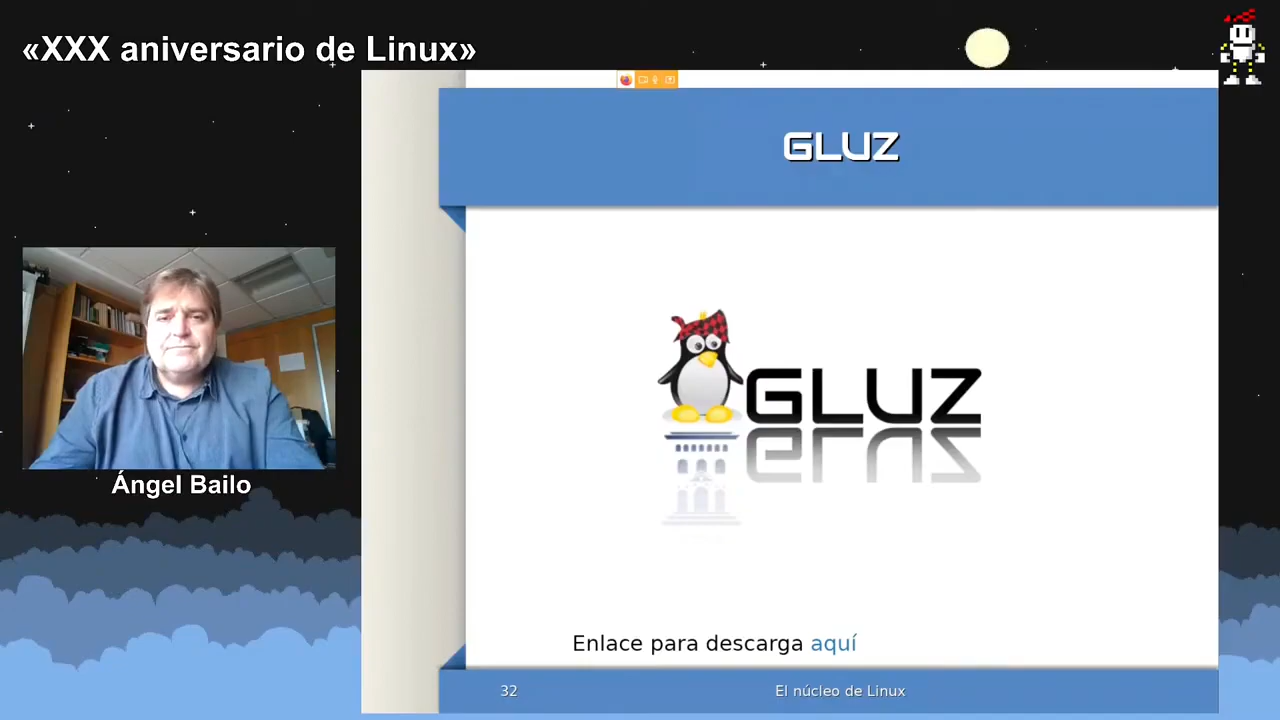 «XXX aniversario de Linux»
GLUZ
GLUZ
Ángel Bailo
Enlace para descarga aquí
32
El núcleo de Linux